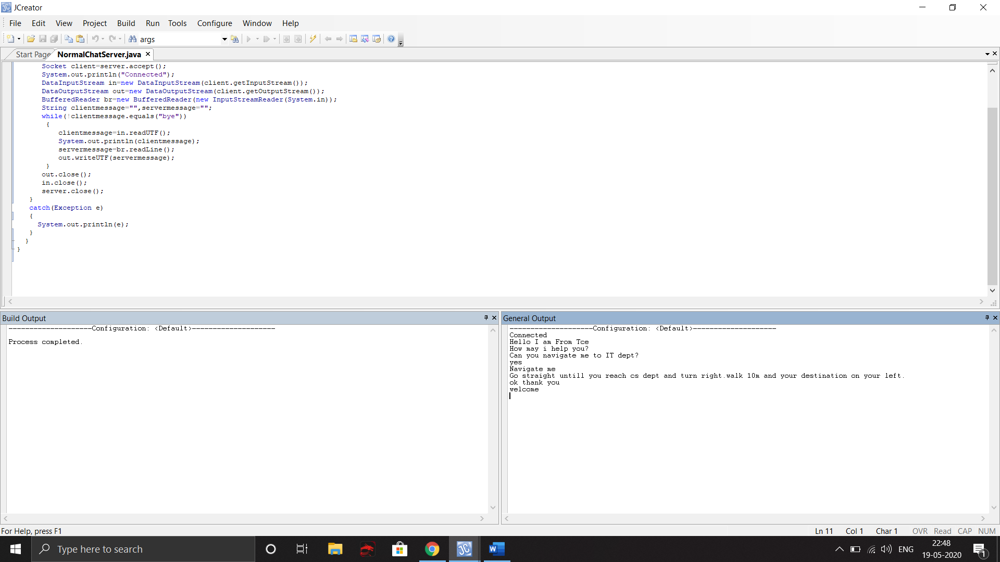 JCreator
File Edit View Project Build Run Tools Configure Window Help
args
Start Page NormalChatServer.java
Socket client=server.accept();
System.out.println("Connected");
DataInputStream in=new DataInputStream(client.getInputStream());
DataOutputStream out=new DataOutputStream(client.getOutputStream());
BufferedReader br=new BufferedReader(new InputStreamReader(System.in));
String clientmessage="",servermessage="";
while(!clientmessage.equals("bye"))
{
clientmessage=in.readUTF();
System.out.println(clientmessage);
servermessage=br.readLine();
out.writeUTF(servermessage);
}
out.close();
in.close();
server.close();
}
catch(Exception e)
{
System.out.println(e);
}
}
}
Build Output
--------------------Configuration: <Default>--------------------
Process completed.
General Output
--------------------Configuration: <Default>--------------------
Connected
Hello I am From Tce
How may i help you?
Can you navigate me to IT dept?
yes
Navigate me
Go straight untill you reach cs dept and turn right.walk 10m and your destination on your left.
ok thank you
welcome
For Help, press F1
Ln 11 Col 1 Char 1 OVR Read CAP NUM
Type here to search
ENG
22:48
19-05-2020
1